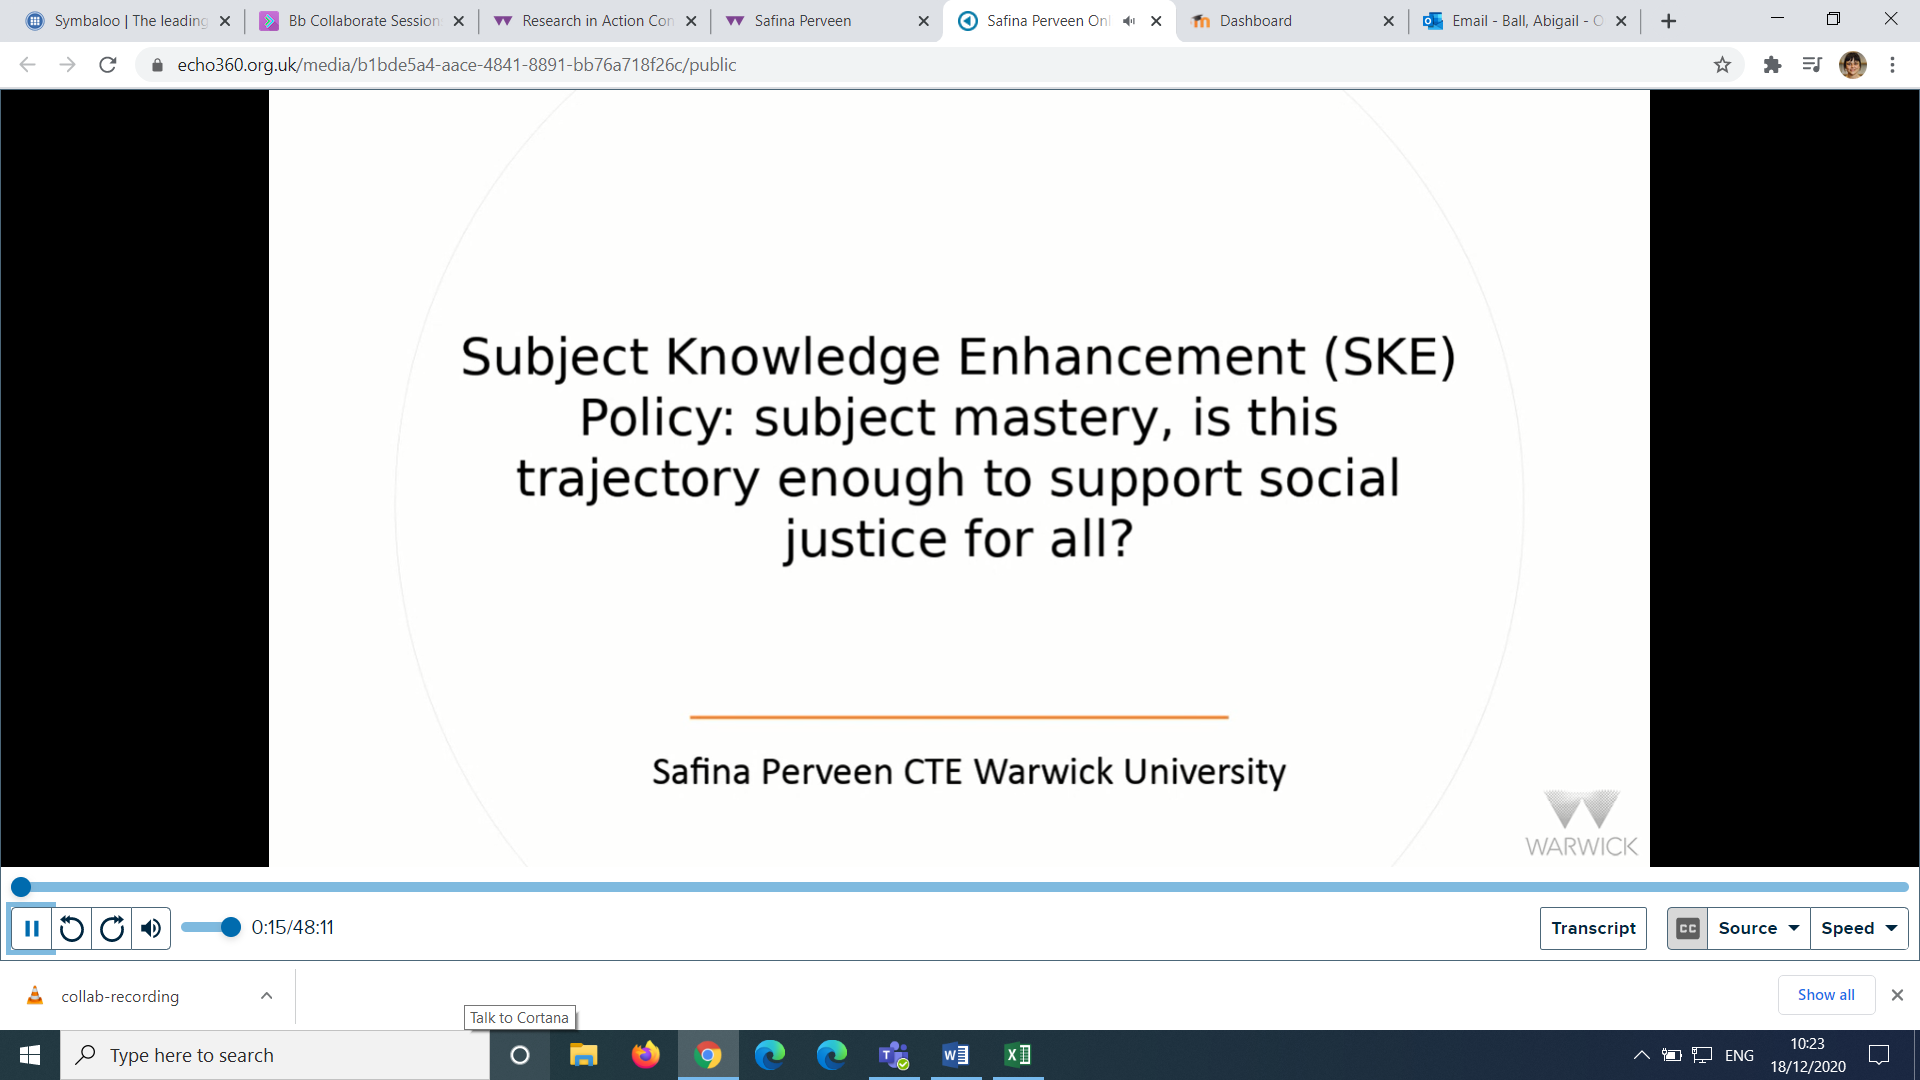 Symbaloo | The leading
Bb Collaborate Session
Research in Action Con
Safina Perveen
Safina Perveen Onl
Dashboard
Email - Ball, Abigail - O
echo360.org.uk/media/b1bde5a4-aace-4841-8891-bb76a718f26c/public
Subject Knowledge Enhancement (SKE)
Policy: subject mastery, is this
trajectory enough to support social
justice for all?
Safina Perveen CTE Warwick University
WARWICK
0:15/48:11
Transcript
CC
Source
Speed
collab-recording
Show all
Talk to Cortana
Type here to search
ENG
10:23
18/12/2020